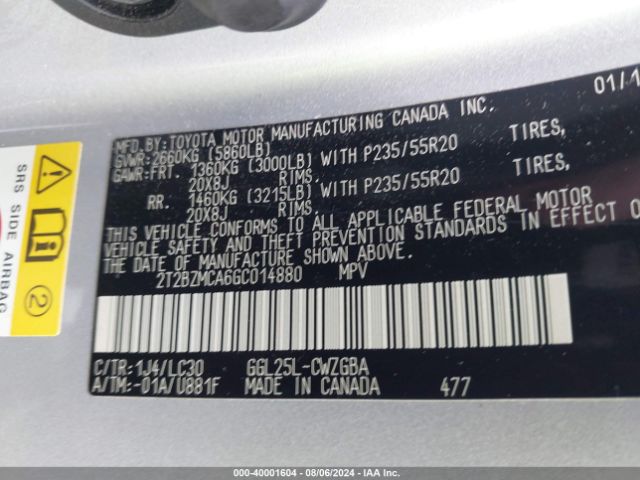 01/1
MFD.BY:TOYOTA MOTOR MANUFACTURING CANADA INC.
GVWR:2660KG (5860LB)
GAWR:FRT. 1360KG (3000LB) WITH P235/55R20 TIRES,
20X8J RIMS.
RR. 1460KG (3215LB) WITH P235/55R20 TIRES,
20X8J RIMS.
THIS VEHICLE CONFORMS TO ALL APPLICABLE FEDERAL MOTOR
VEHICLE SAFETY AND THEFT PREVENTION STANDARDS IN EFFECT O
THE DATE OF MANUFACTURE SHOWN ABOVE.
2T2BZMCA6GC014880 MPV
C/TR:1J4/LC30 GGL25L-CWZGBA
A/TM:-01A/U881F MADE IN CANADA 477
SRS SIDE AIRBAG
2
000-40001604 - 08/06/2024 - IAA Inc.